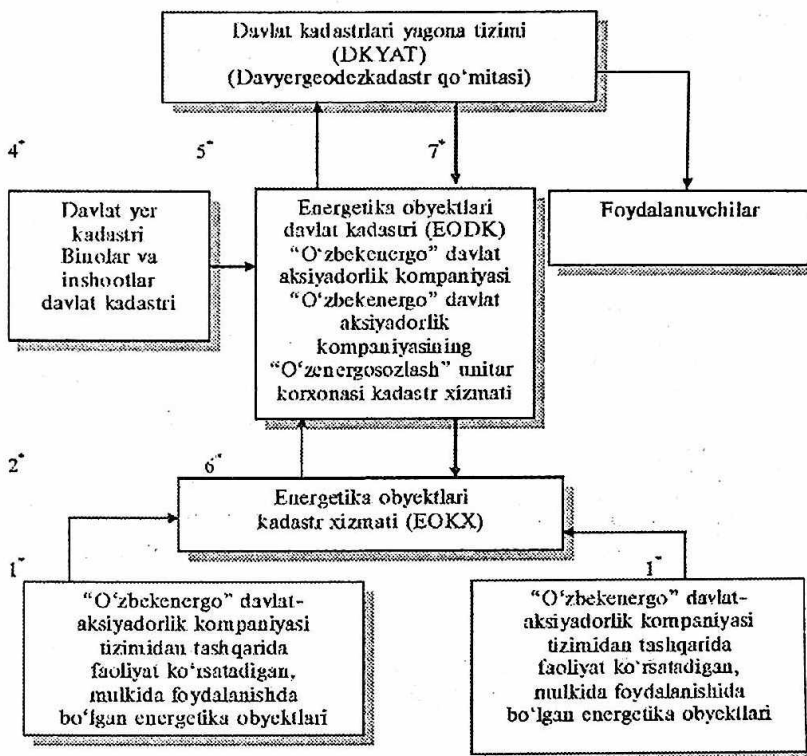 Davlat kadastrlari yagona tizimi
(DKYAT)
(Davyergeodezkadastr qo‘mitasi)
4*
5*
7*
Davlat yer
kadastri
Binolar va
inshootlar
davlat kadastri
Energetika obyektlari
davlat kadastri (EODK)
“O‘zbekenergo” davlat
aksiyadorlik kompaniyasi
“O‘zbekenergo” davlat
aksiyadorlik
kompaniyasining
“O‘zenergosozlash” unitar
korxonasi kadastr xizmati
Foydalanuvchilar
2*
6*
Energetika obyektlari
kadastr xizmati (EOKX)
1*
1*
“O‘zbekenergo” davlat-
aksiyadorlik kompaniyasi
tizimidan tashqarida
faoliyat ko‘rsatadigan,
mulkida foydalanishda
bo‘lgan energetika obyektlari
“O‘zbekenergo” davlat-
aksiyadorlik kompaniyasi
tizimidan tashqarida
faoliyat ko‘rsatadigan,
mulkida foydalanishida
bo‘lgan energetika obyektlari